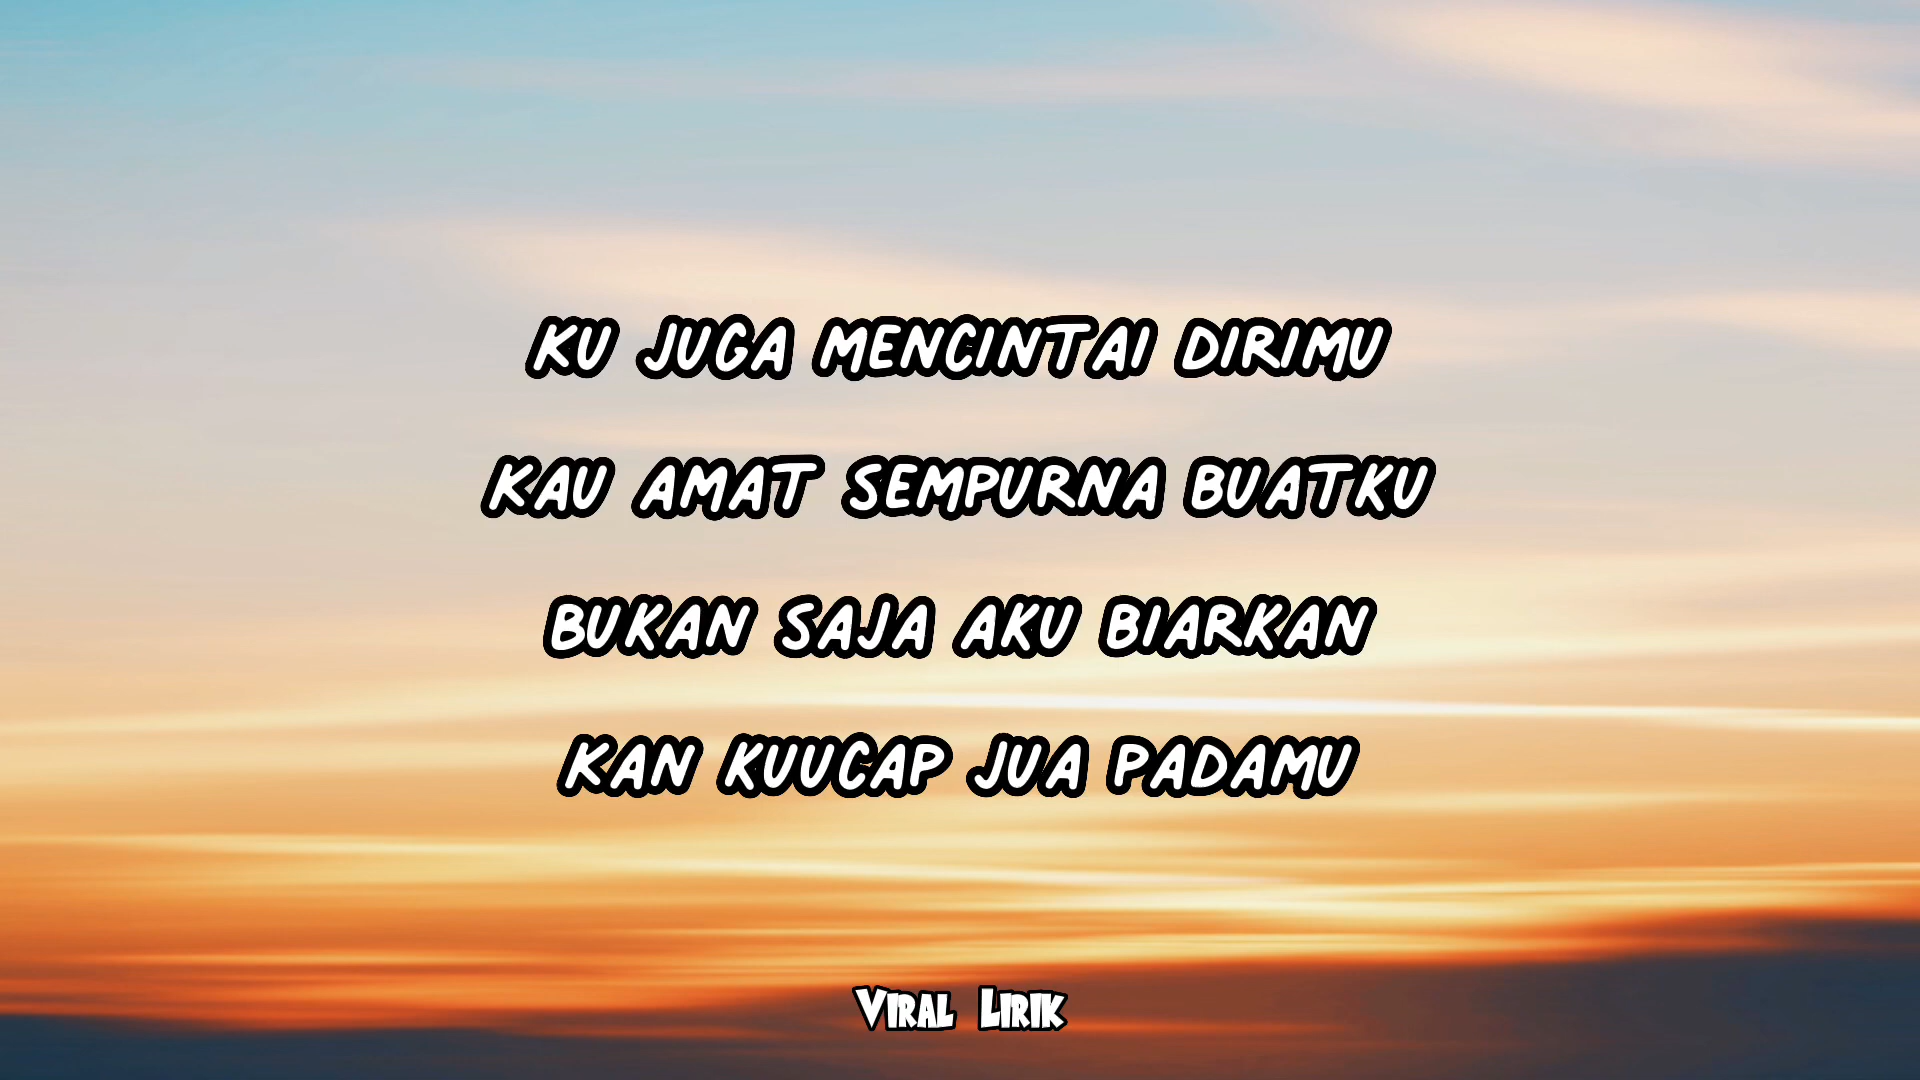 KU JUGA MENCINTAI DIRIMU
KAU AMAT SEMPURNA BUATKU
BUKAN SAJA AKU BIARKAN
KAN KUUCAP JUA PADAMU
VIRAL LIRIK